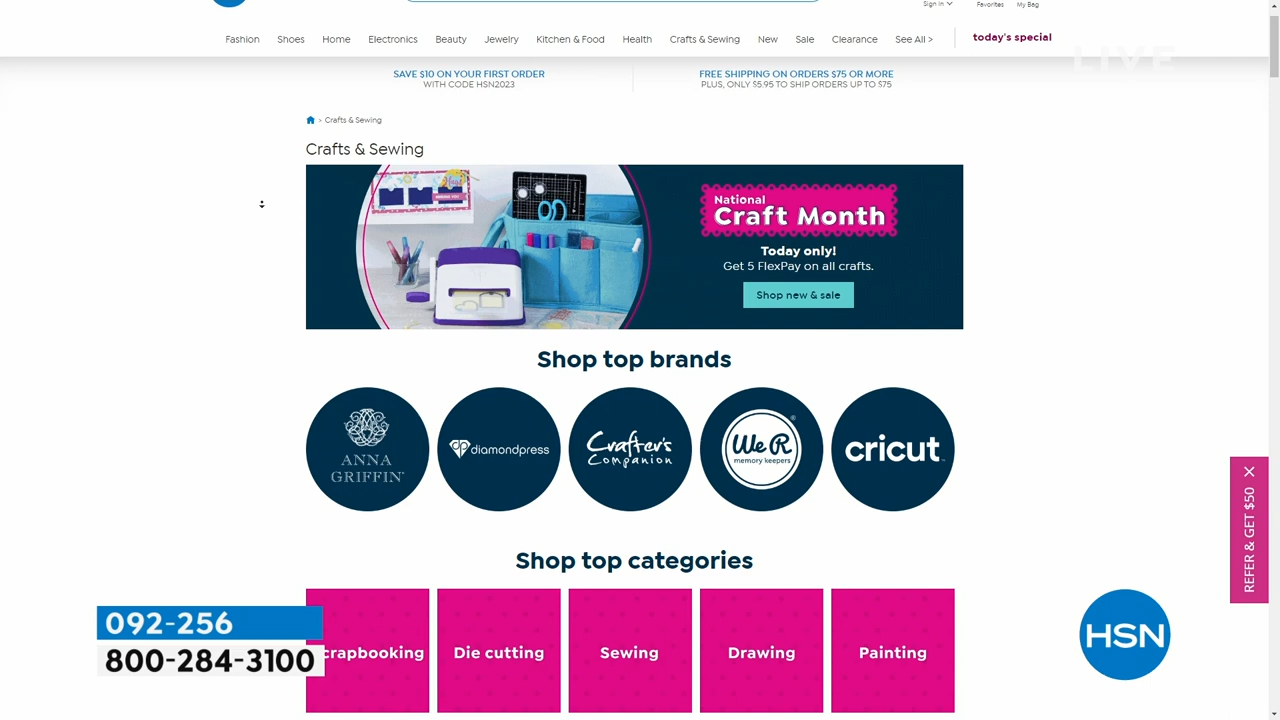 Sign In
Favorites
My Bag
Fashion
Shoes
Home
Electronics
Beauty
Jewelry
Kitchen & Food
Health
Crafts & Sewing
New
Sale
Clearance
See All >
today's special
LIVE
SAVE $10 ON YOUR FIRST ORDER
WITH CODE HSN2023
FREE SHIPPING ON ORDERS $75 OR MORE
PLUS, ONLY $5.95 TO SHIP ORDERS UP TO $75
> Crafts & Sewing
Crafts & Sewing
National
Craft Month
Today only!
Get 5 FlexPay on all crafts.
Shop new & sale
Shop top brands
ANNA
GRIFFIN
dp diamondpress
Crafter's
Companion
We R
memory keepers
cricut
REFER & GET $50 X
Shop top categories
crapbooking
Die cutting
Sewing
Drawing
Painting
092-256
800-284-3100
HSN